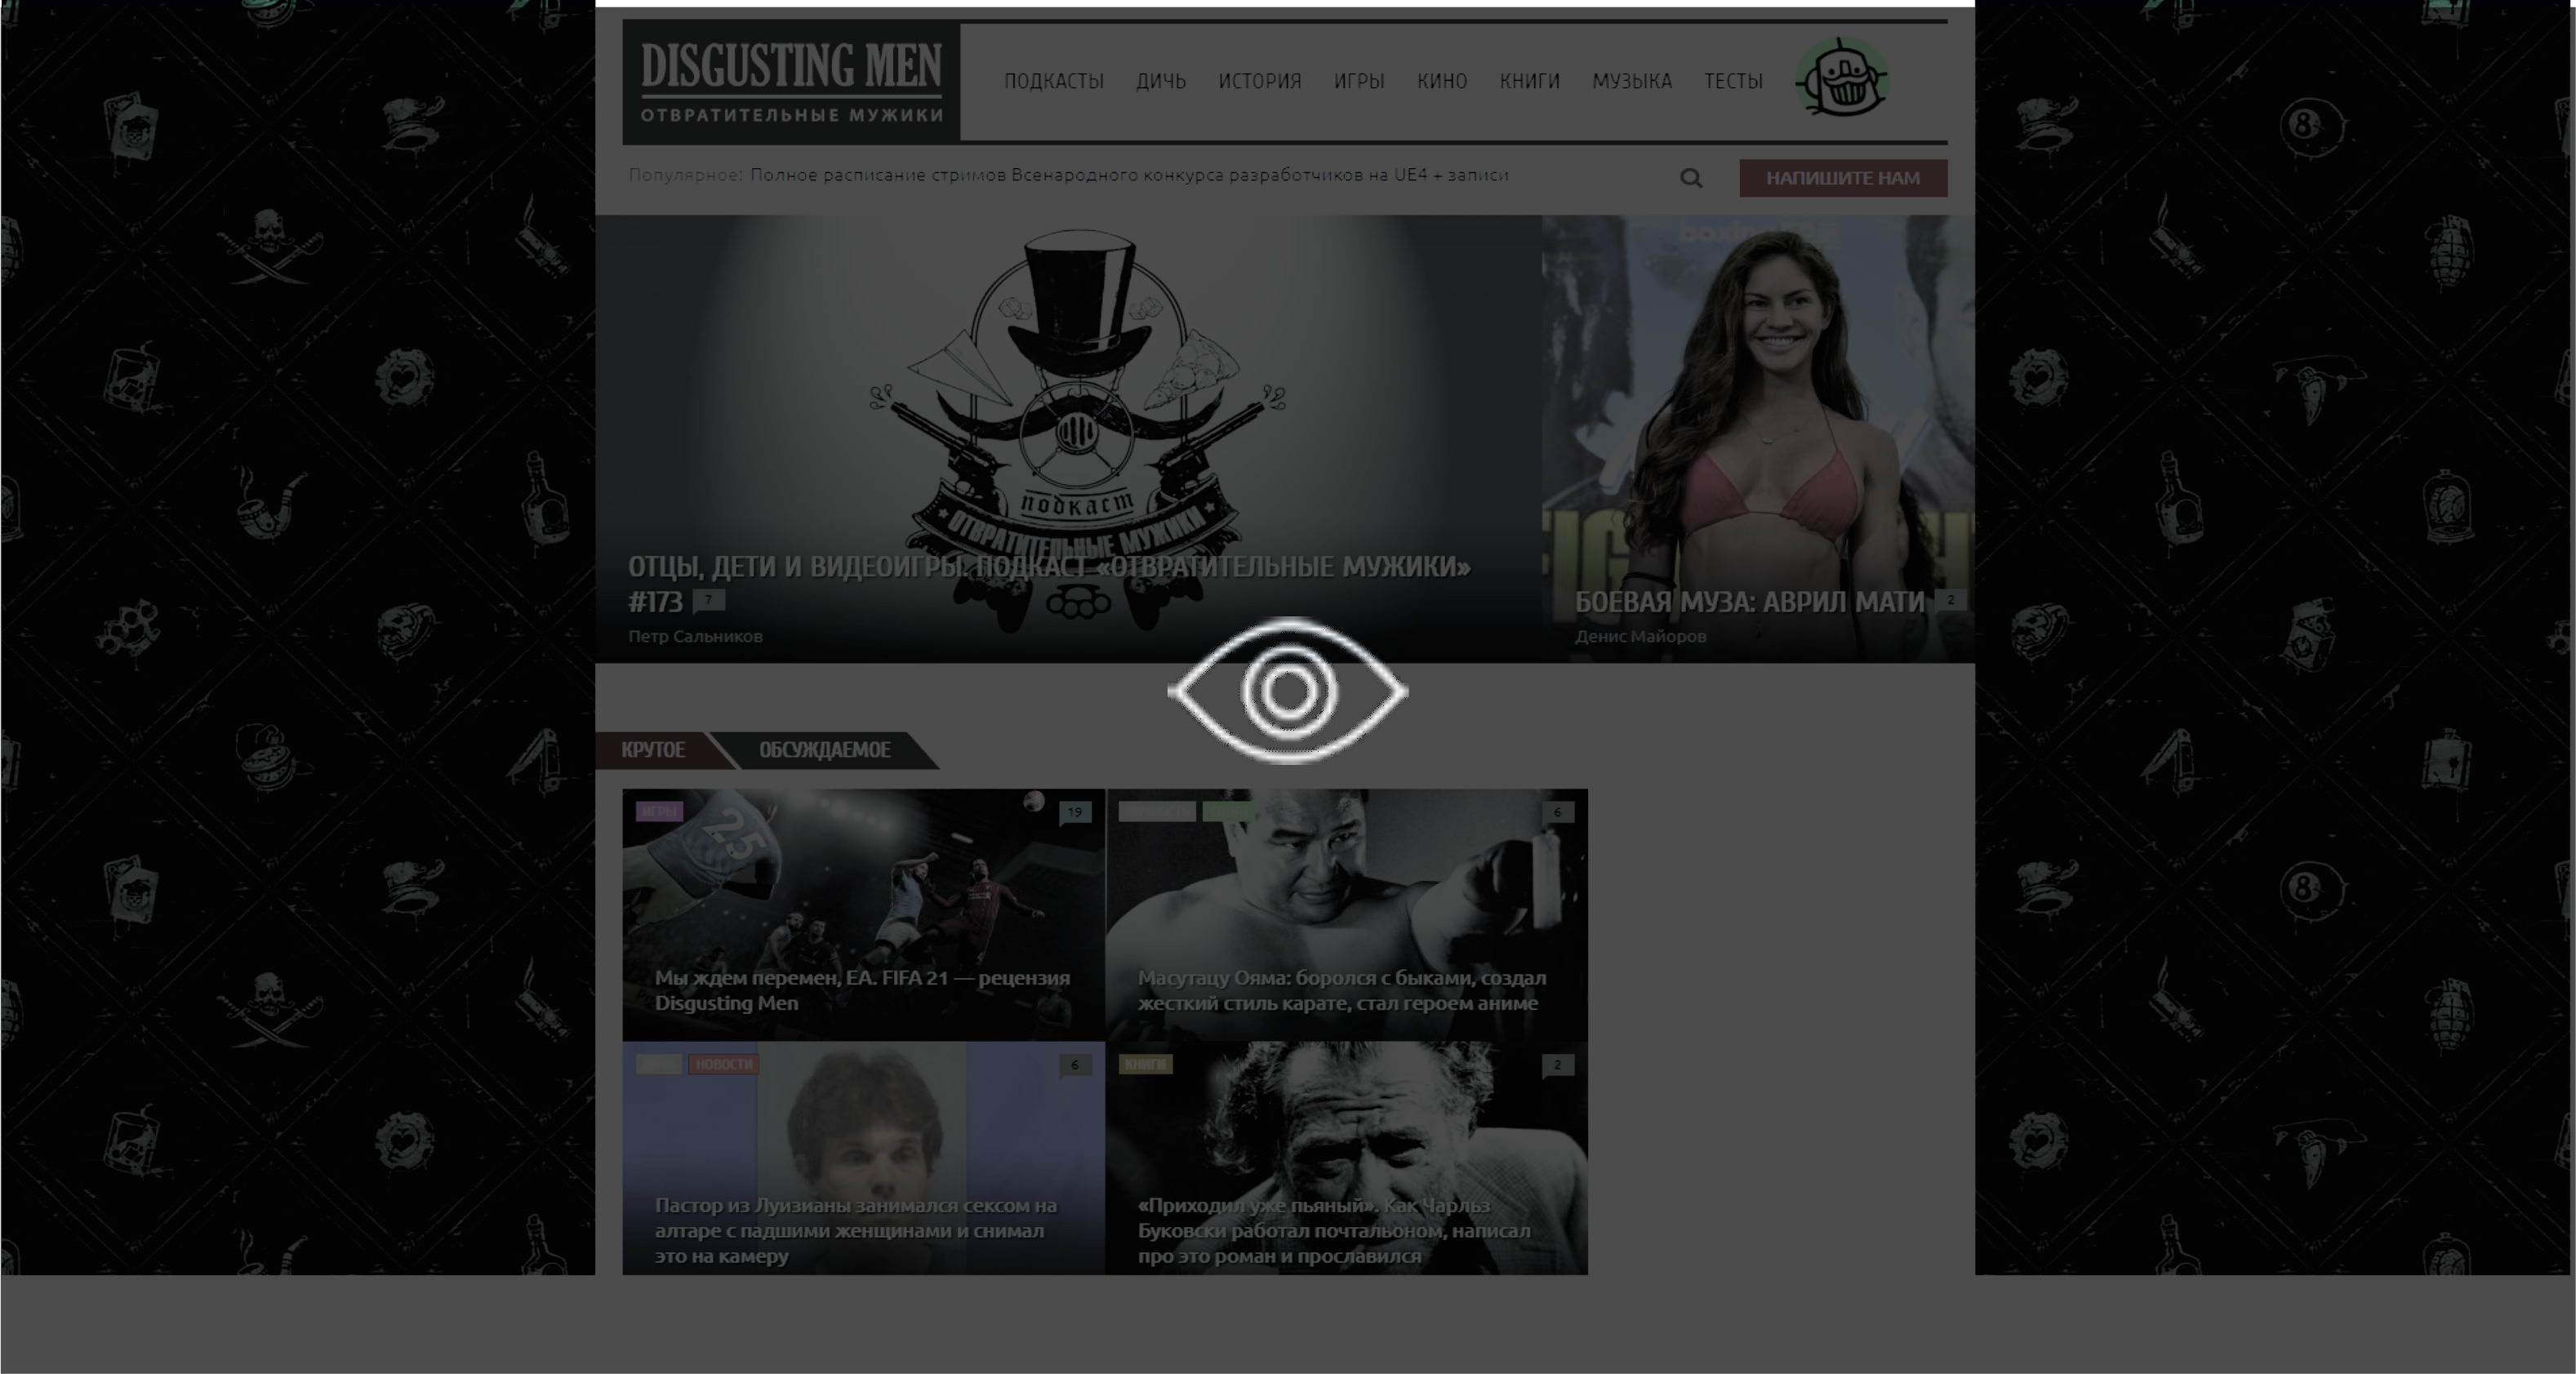 DISGUSTING MEN
ОТВРАТИТЕЛЬНЫЕ МУЖИКИ
ПОДКАСТЫ ДИЧЬ ИСТОРИЯ ИГРЫ КИНО КНИГИ МУЗЫКА ТЕСТЫ
Популярное: Полное расписание стримов Всенародного конкурса разработчиков на UE4 + записи
НАПИШИТЕ НАМ
подкаст
ОТВРАТИТЕЛЬНЫЕ МУЖИКИ
ОТЦЫ, ДЕТИ И ВИДЕОИГРЫ. ПОДКАСТ «ОТВРАТИТЕЛЬНЫЕ МУЖИКИ»
#173 7
Петр Сальников
БОЕВАЯ МУЗА: АВРИЛ МАТИ 2
Денис Майоров
КРУТОЕ ОБСУЖДАЕМОЕ
ИГРЫ 19
25
Мы ждем перемен, EA. FIFA 21 — рецензия
Disgusting Men
ЛИЧНОСТЬ 6
Масутацу Ояма: боролся с быками, создал
жесткий стиль карате, стал героем аниме
НОВОСТИ 6
Пастор из Луизианы занимался сексом на
алтаре с падшими женщинами и снимал
это на камеру
КНИГИ 2
«Приходил уже пьяный». Как Чарльз
Буковски работал почтальоном, написал
про это роман и прославился